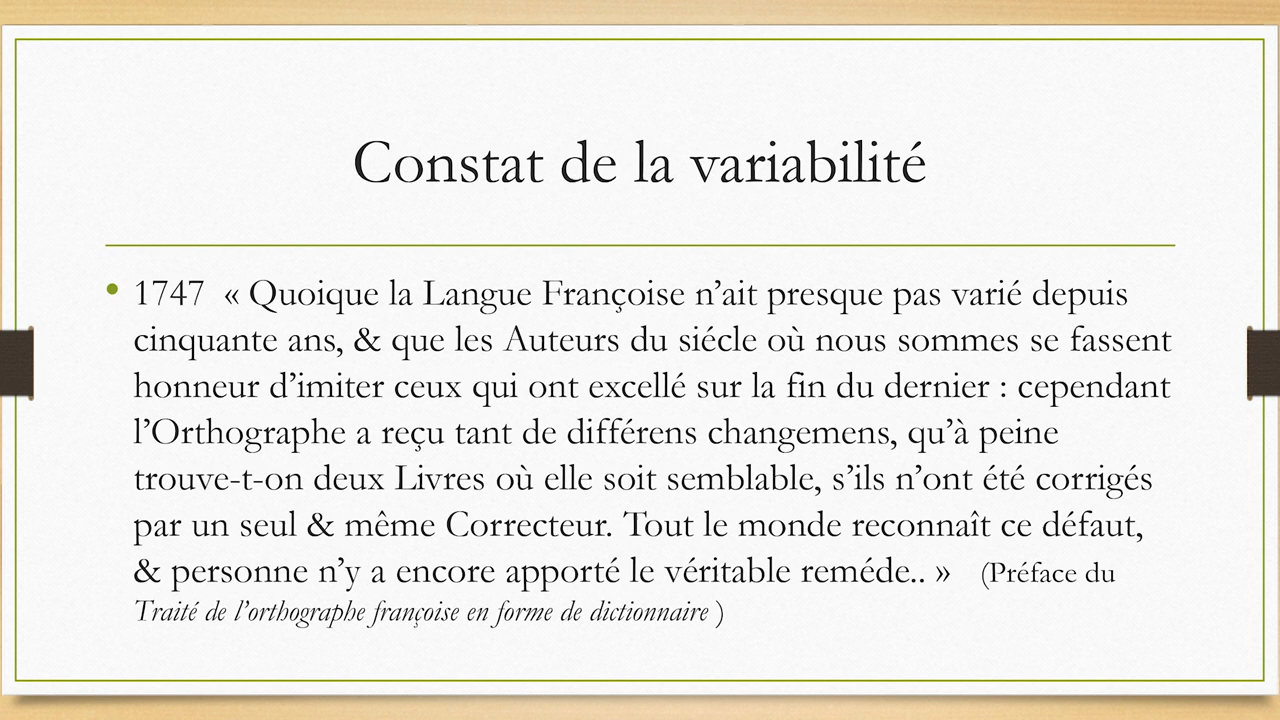 Constat de la variabilité
• 1747 « Quoique la Langue Françoise n’ait presque pas varié depuis
cinquante ans, & que les Auteurs du siécle où nous sommes se fassent
honneur d’imiter ceux qui ont excellé sur la fin du dernier : cependant
l’Orthographe a reçu tant de différens changemens, qu’à peine
trouve-t-on deux Livres où elle soit semblable, s’ils n’ont été corrigés
par un seul & même Correcteur. Tout le monde reconnaît ce défaut,
& personne n’y a encore apporté le véritable reméde.. » (Préface du
Traité de l’orthographe françoise en forme de dictionnaire )